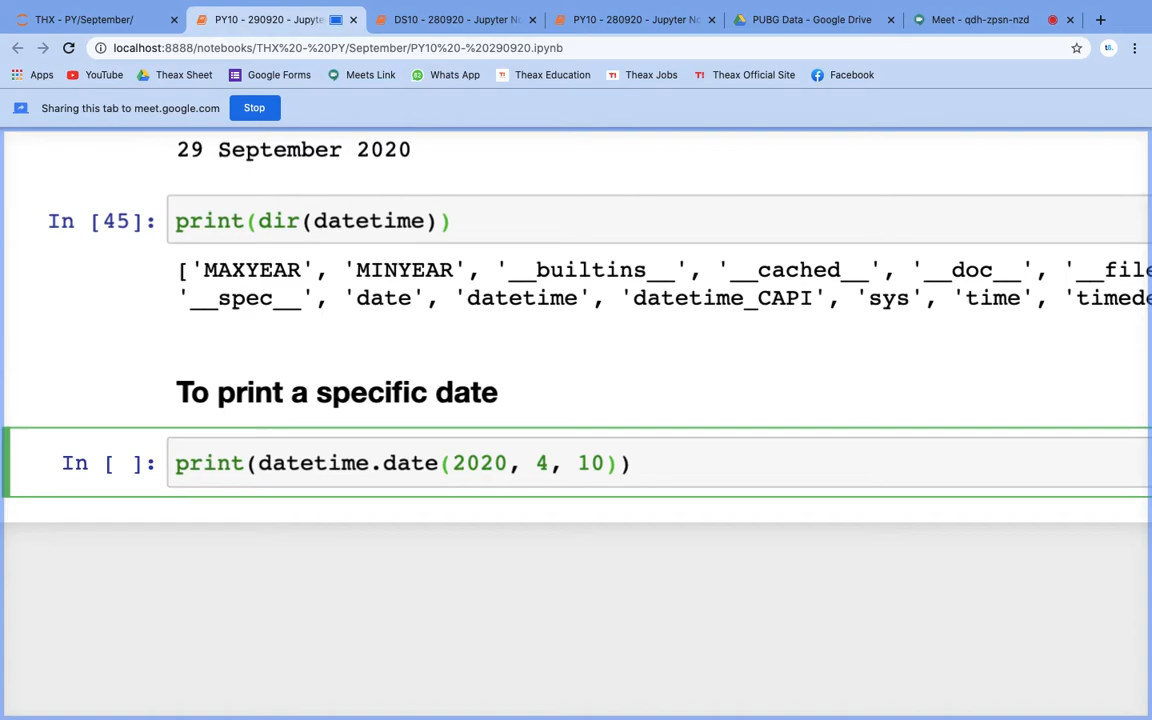 THX - PY/September/
PY10 - 290920 - Jupyte
DS10 - 280920 - Jupyter No
PY10 - 280920 - Jupyter No
PUBG Data - Google Drive
Meet - qdh-zpsn-nzd
localhost:8888/notebooks/THX%20-%20PY/September/PY10%20-%20290920.ipynb
Apps
YouTube
Theax Sheet
Google Forms
Meets Link
Whats App
Theax Education
Theax Jobs
Theax Official Site
Facebook
Sharing this tab to meet.google.com
Stop
29 September 2020
In [45]:
print(dir(datetime))
['MAXYEAR', 'MINYEAR', '__builtins__', '__cached__', '__doc__', '__file
'__spec__', 'date', 'datetime', 'datetime_CAPI', 'sys', 'time', 'timede
To print a specific date
In [ ]:
print(datetime.date(2020, 4, 10))